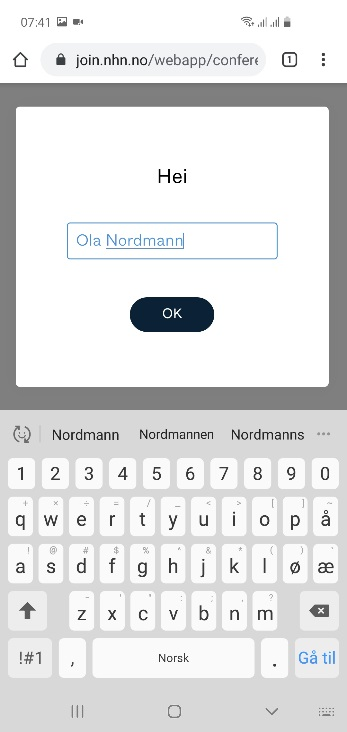 07:41
join.nhn.no/webapp/confere
1
Hei
Ola Nordmann
OK
Nordmann Nordmannen Nordmanns
1 2 3 4 5 6 7 8 9 0
+ × ÷ = / _ < > [ ] ~
q w e r t y u i o p å
! @ # $ % ^ & * ( ) `
a s d f g h j k l ø æ
- ' " : ; , ?
z x c v b n m
!#1 , Norsk . Gå til